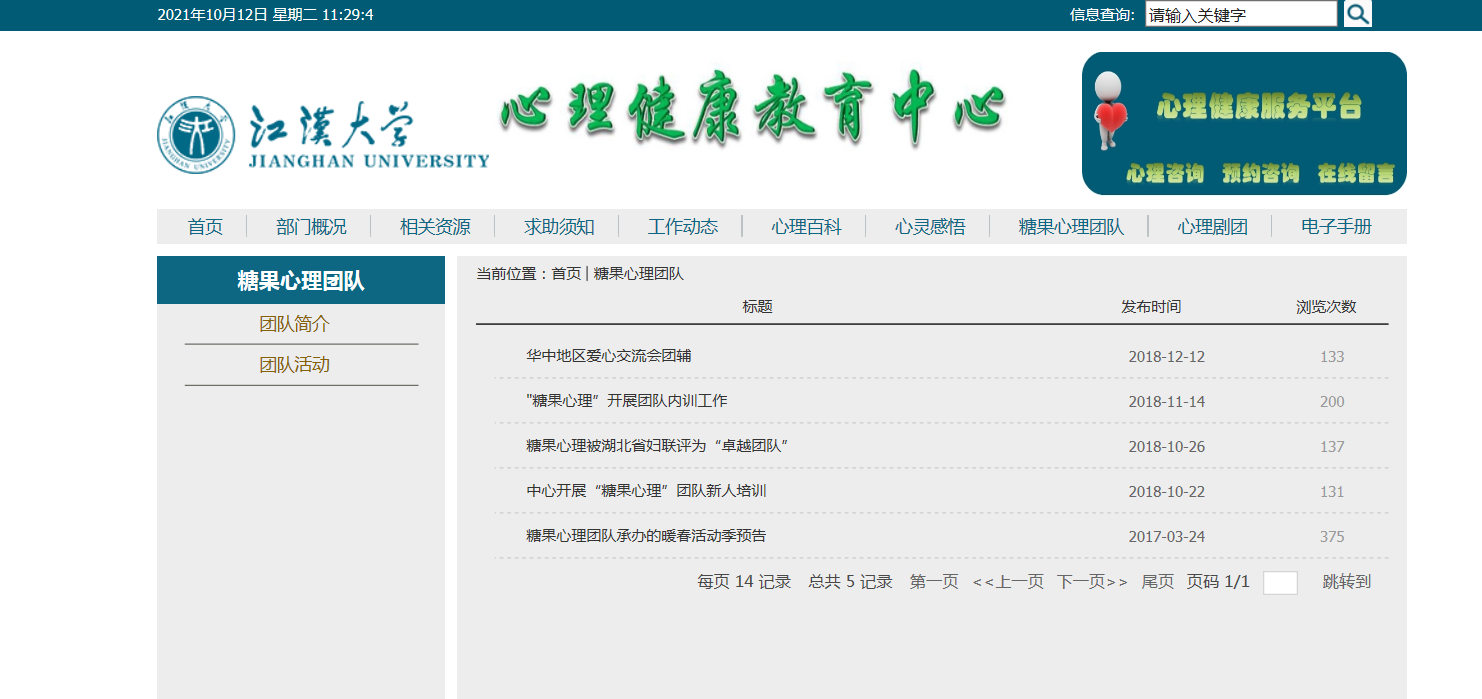 2021年10月12日 星期二 11:29:4 信息查询: 请输入关键字
江汉大学
JIANGHAN UNIVERSITY
心理健康教育中心
心理健康服务平台
心理咨询 预约咨询 在线留言
首页 部门概况 相关资源 求助须知 工作动态 心理百科 心灵感悟 糖果心理团队 心理剧团 电子手册
糖果心理团队
团队简介
团队活动
当前位置：首页 | 糖果心理团队
标题 发布时间 浏览次数
华中地区爱心交流会团辅 2018-12-12 133
"糖果心理”开展团队内训工作 2018-11-14 200
糖果心理被湖北省妇联评为“卓越团队” 2018-10-26 137
中心开展“糖果心理”团队新人培训 2018-10-22 131
糖果心理团队承办的暖春活动季预告 2017-03-24 375
每页 14 记录 总共 5 记录 第一页 <<上一页 下一页>> 尾页 页码 1/1 跳转到